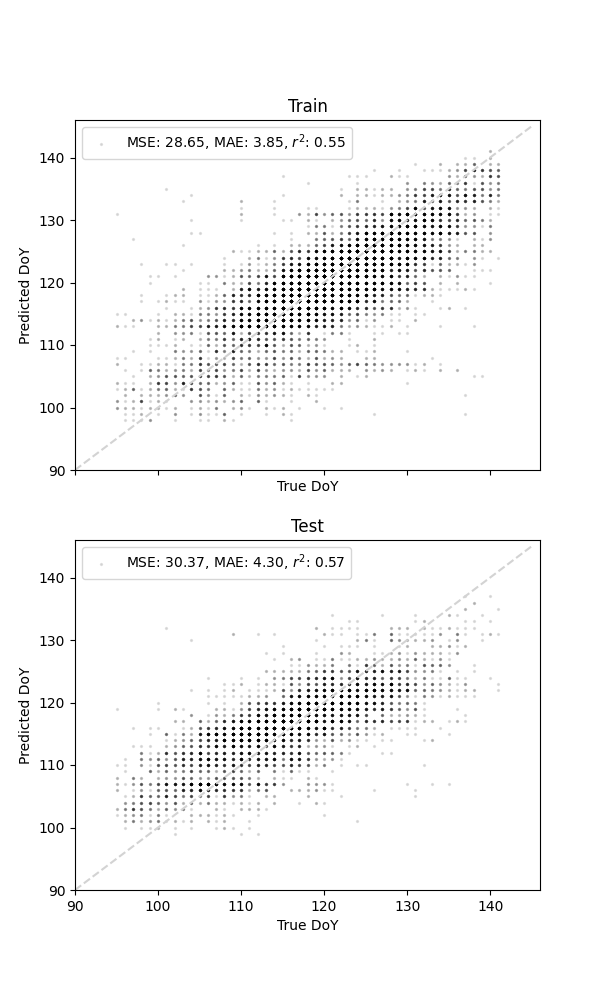 Train
MSE: 28.65, MAE: 3.85, r²: 0.55
140
130
120
110
100
90
Predicted DoY
True DoY
Test
MSE: 30.37, MAE: 4.30, r²: 0.57
140
130
120
110
100
90
Predicted DoY
90 100 110 120 130 140
True DoY